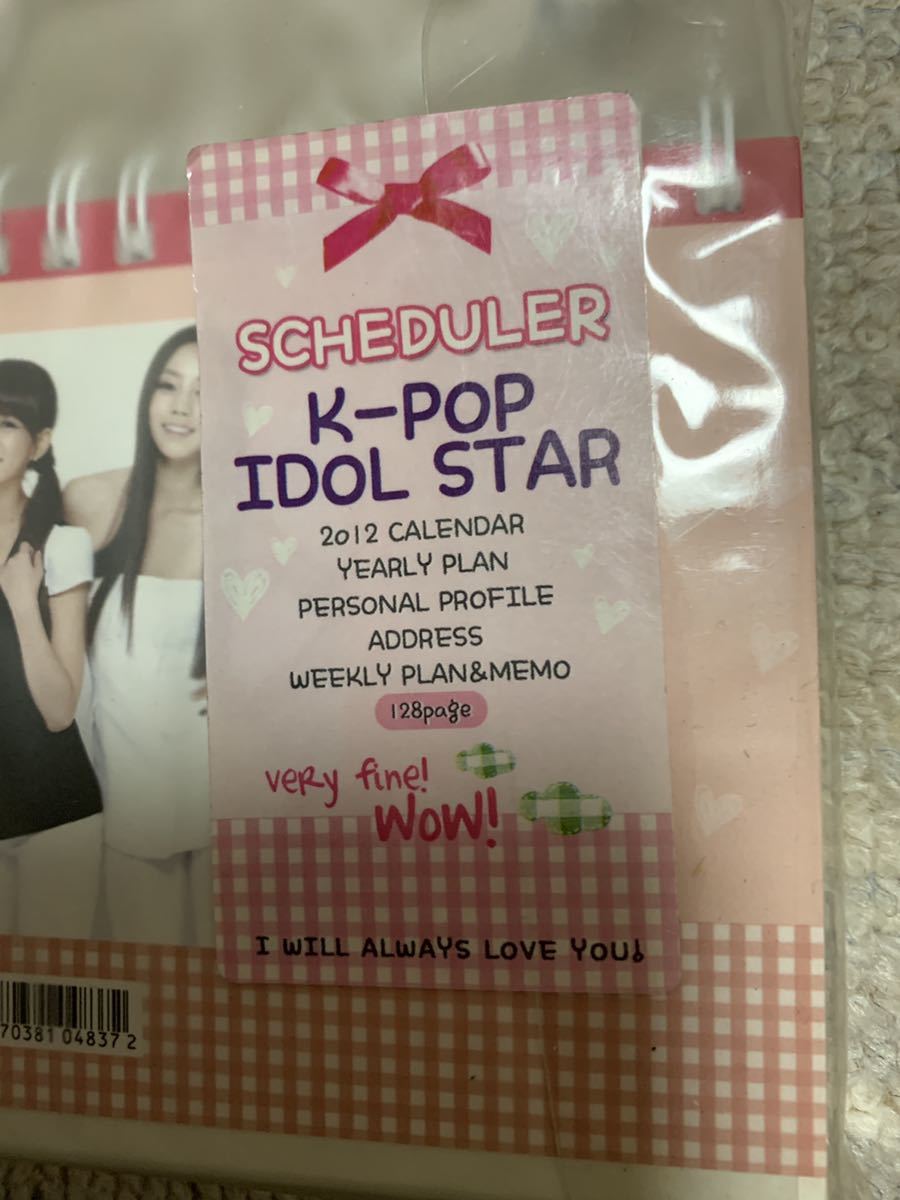 SCHEDULER
K-POP
IDOL STAR
2012 CALENDAR
YEARLY PLAN
PERSONAL PROFILE
ADDRESS
WEEKLY PLAN&MEMO
128page
very fine!
WOW!
I WILL ALWAYS LOVE YOU!
70381 04837 2